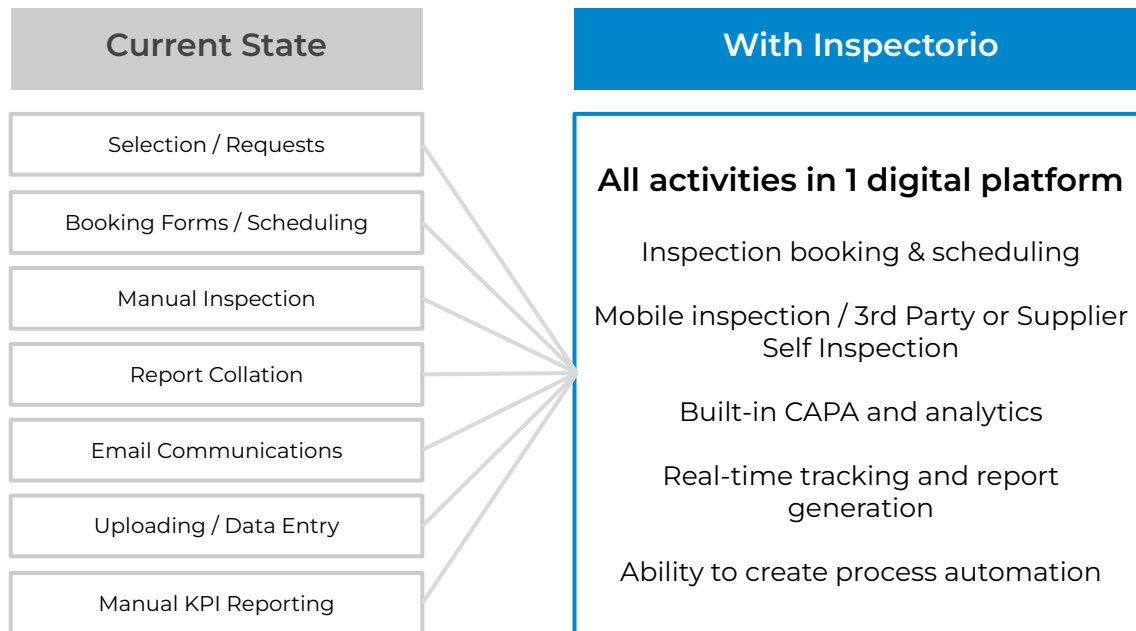 Current State
Selection / Requests
Booking Forms / Scheduling
Manual Inspection
Report Collation
Email Communications
Uploading / Data Entry
Manual KPI Reporting
With Inspectorio
All activities in 1 digital platform
Inspection booking & scheduling
Mobile inspection / 3rd Party or Supplier
Self Inspection
Built-in CAPA and analytics
Real-time tracking and report
generation
Ability to create process automation